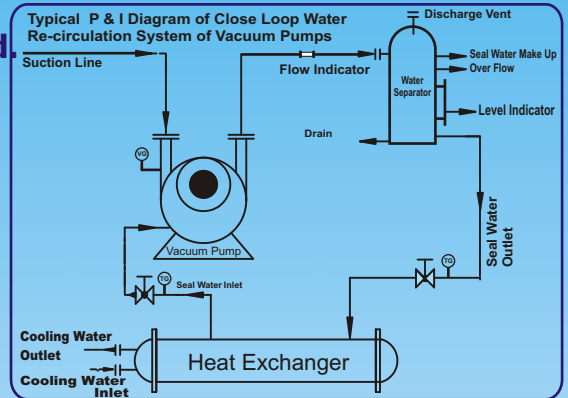 Typical P & I Diagram of Close Loop Water
Re-circulation System of Vacuum Pumps
d.
Suction Line
Flow Indicator
Discharge Vent
Seal Water Make Up
Over Flow
Water
Separator
Level Indicator
Drain
VG
Vacuum Pump
Seal Water
Outlet
TG
TG
Seal Water Inlet
Cooling Water
Outlet
Heat Exchanger
Cooling Water
Inlet